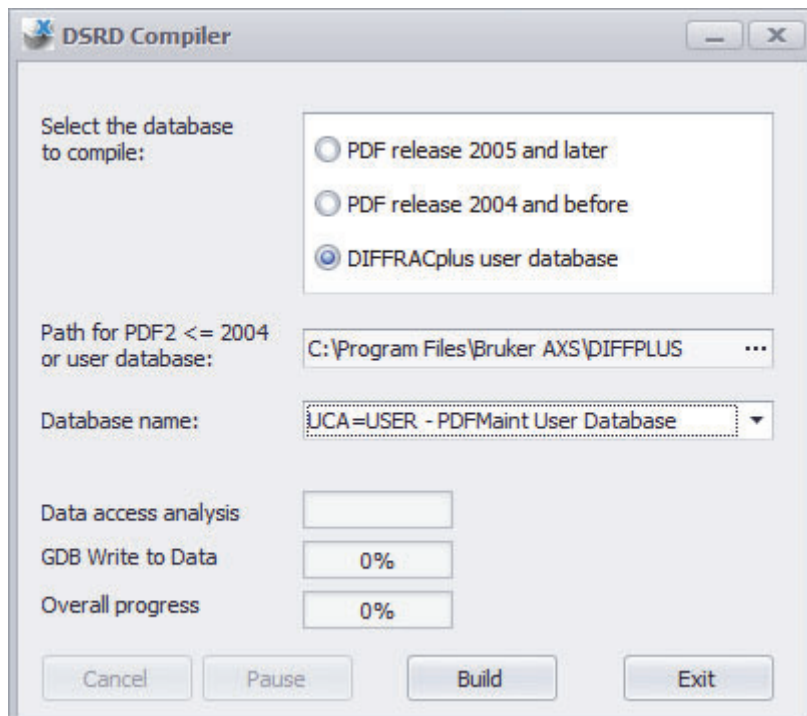 DSRD Compiler
Select the database
to compile:
PDF release 2005 and later
PDF release 2004 and before
DIFFRACplus user database
Path for PDF2 <= 2004
or user database:
C:\Program Files\Bruker AXS\DIFFPLUS ...
Database name:
UCA=USER - PDFMaint User Database
Data access analysis
GDB Write to Data
0%
Overall progress
0%
Cancel
Pause
Build
Exit